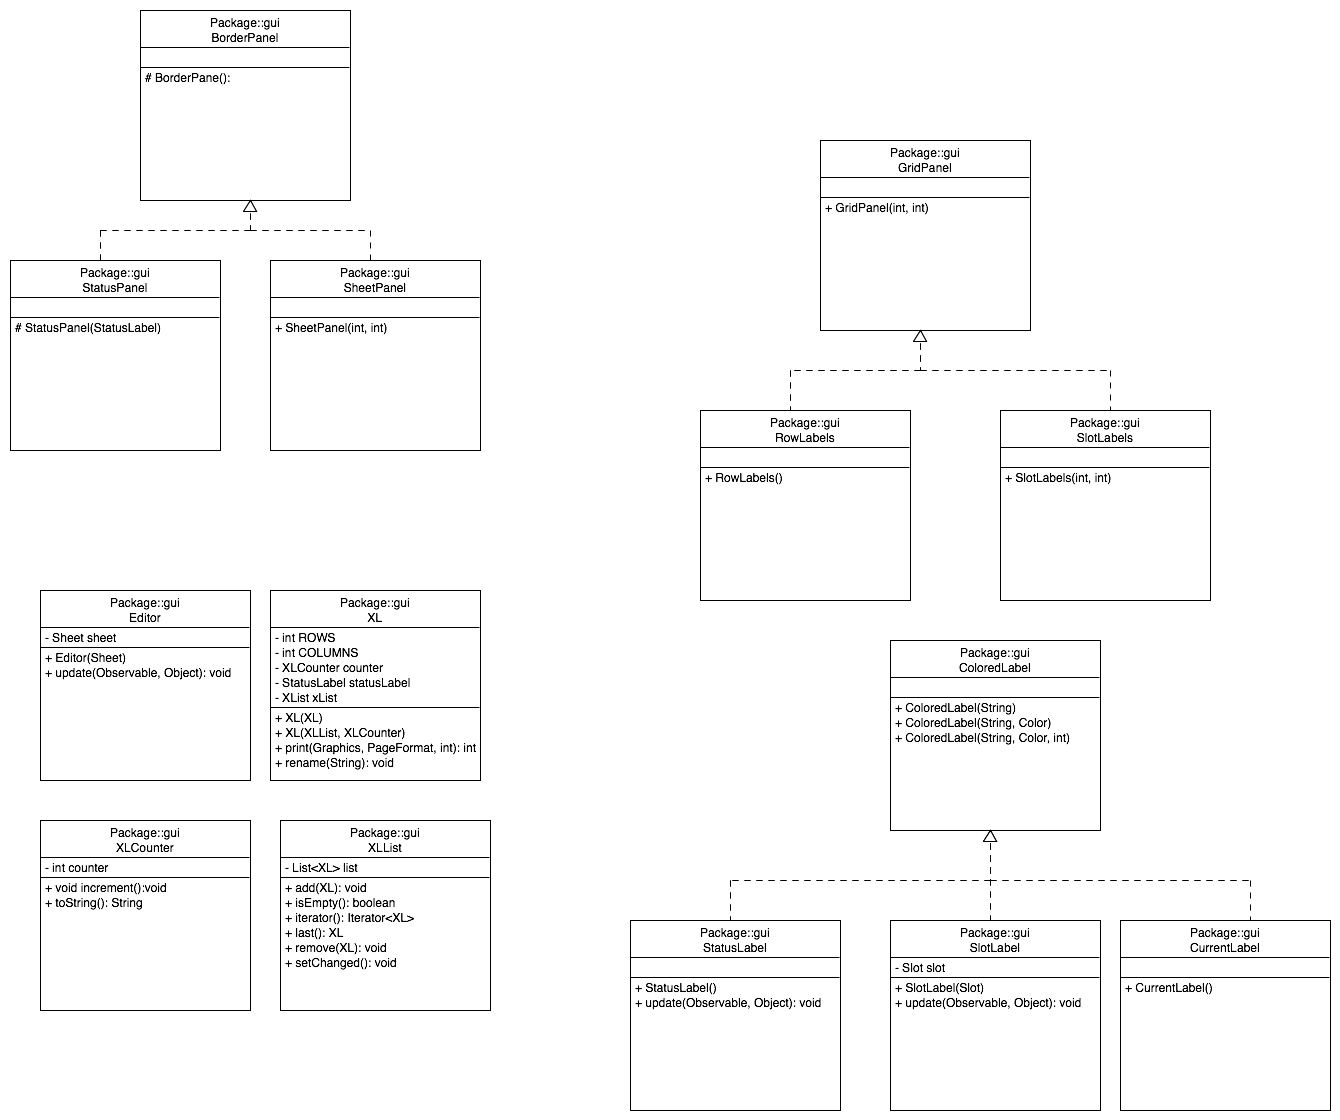 Package::gui
BorderPanel
# BorderPane():
Package::gui
StatusPanel
# StatusPanel(StatusLabel)
Package::gui
SheetPanel
+ SheetPanel(int, int)
Package::gui
GridPanel
+ GridPanel(int, int)
Package::gui
RowLabels
+ RowLabels()
Package::gui
SlotLabels
+ SlotLabels(int, int)
Package::gui
Editor
- Sheet sheet
+ Editor(Sheet)
+ update(Observable, Object): void
Package::gui
XL
- int ROWS
- int COLUMNS
- XLCounter counter
- StatusLabel statusLabel
- XList xList
+ XL(XL)
+ XL(XLList, XLCounter)
+ print(Graphics, PageFormat, int): int
+ rename(String): void
Package::gui
XLCounter
- int counter
+ void increment():void
+ toString(): String
Package::gui
XLList
- List<XL> list
+ add(XL): void
+ isEmpty(): boolean
+ iterator(): Iterator<XL>
+ last(): XL
+ remove(XL): void
+ setChanged(): void
Package::gui
ColoredLabel
+ ColoredLabel(String)
+ ColoredLabel(String, Color)
+ ColoredLabel(String, Color, int)
Package::gui
StatusLabel
+ StatusLabel()
+ update(Observable, Object): void
Package::gui
SlotLabel
- Slot slot
+ SlotLabel(Slot)
+ update(Observable, Object): void
Package::gui
CurrentLabel
+ CurrentLabel()